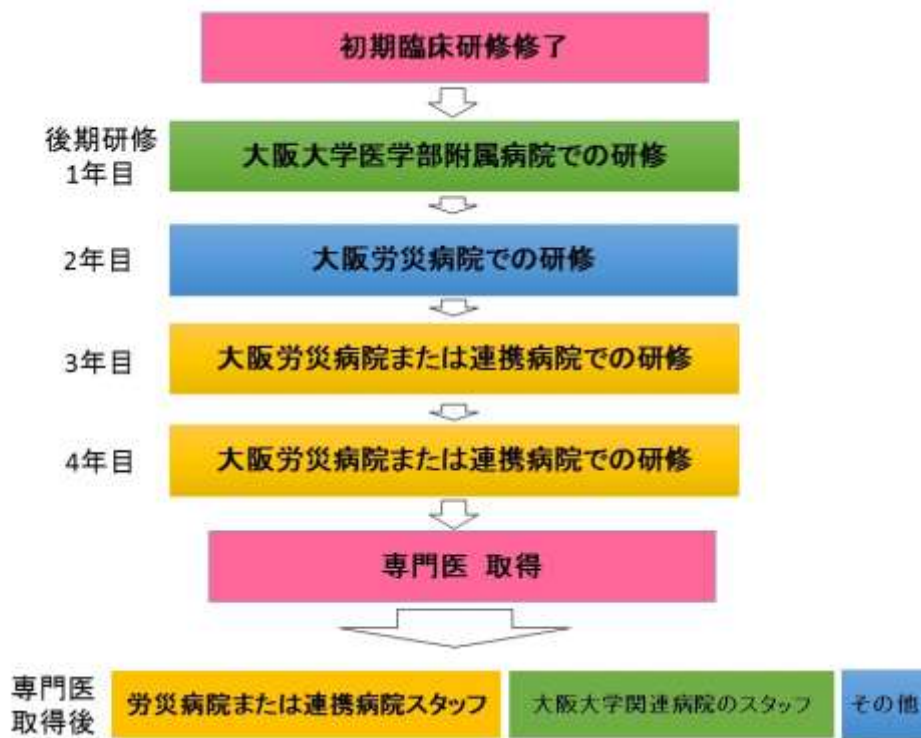 初期臨床研修修了
後期研修
1年目
大阪大学医学部附属病院での研修
2年目
大阪労災病院での研修
3年目
大阪労災病院または連携病院での研修
4年目
大阪労災病院または連携病院での研修
専門医 取得
専門医
取得後
労災病院または連携病院スタッフ
大阪大学関連病院のスタッフ
その他